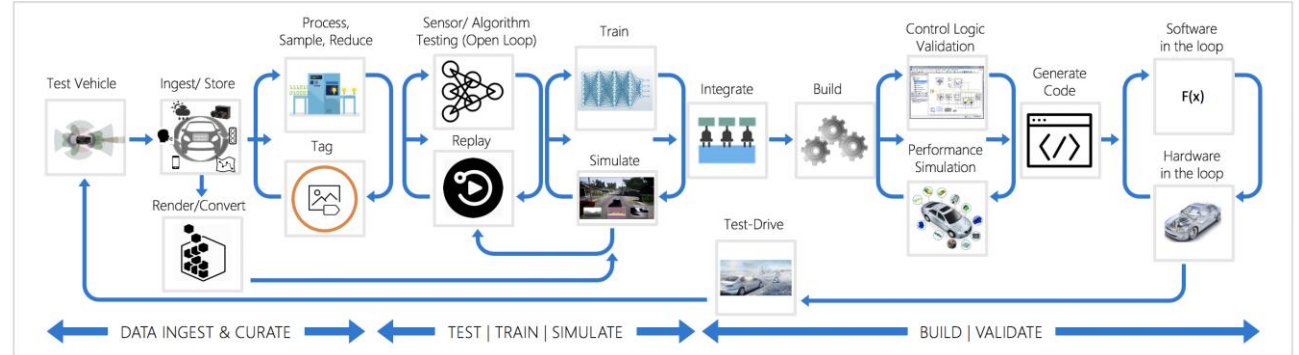 Test Vehicle
Ingest/ Store
Process,
Sample, Reduce
Tag
Render/Convert
Sensor/ Algorithm
Testing (Open Loop)
Replay
Train
Simulate
Integrate
Build
Control Logic
Validation
Performance
Simulation
Generate
Code
Software
in the loop
F(x)
Hardware
in the loop
Test-Drive
DATA INGEST & CURATE
TEST | TRAIN | SIMULATE
BUILD | VALIDATE